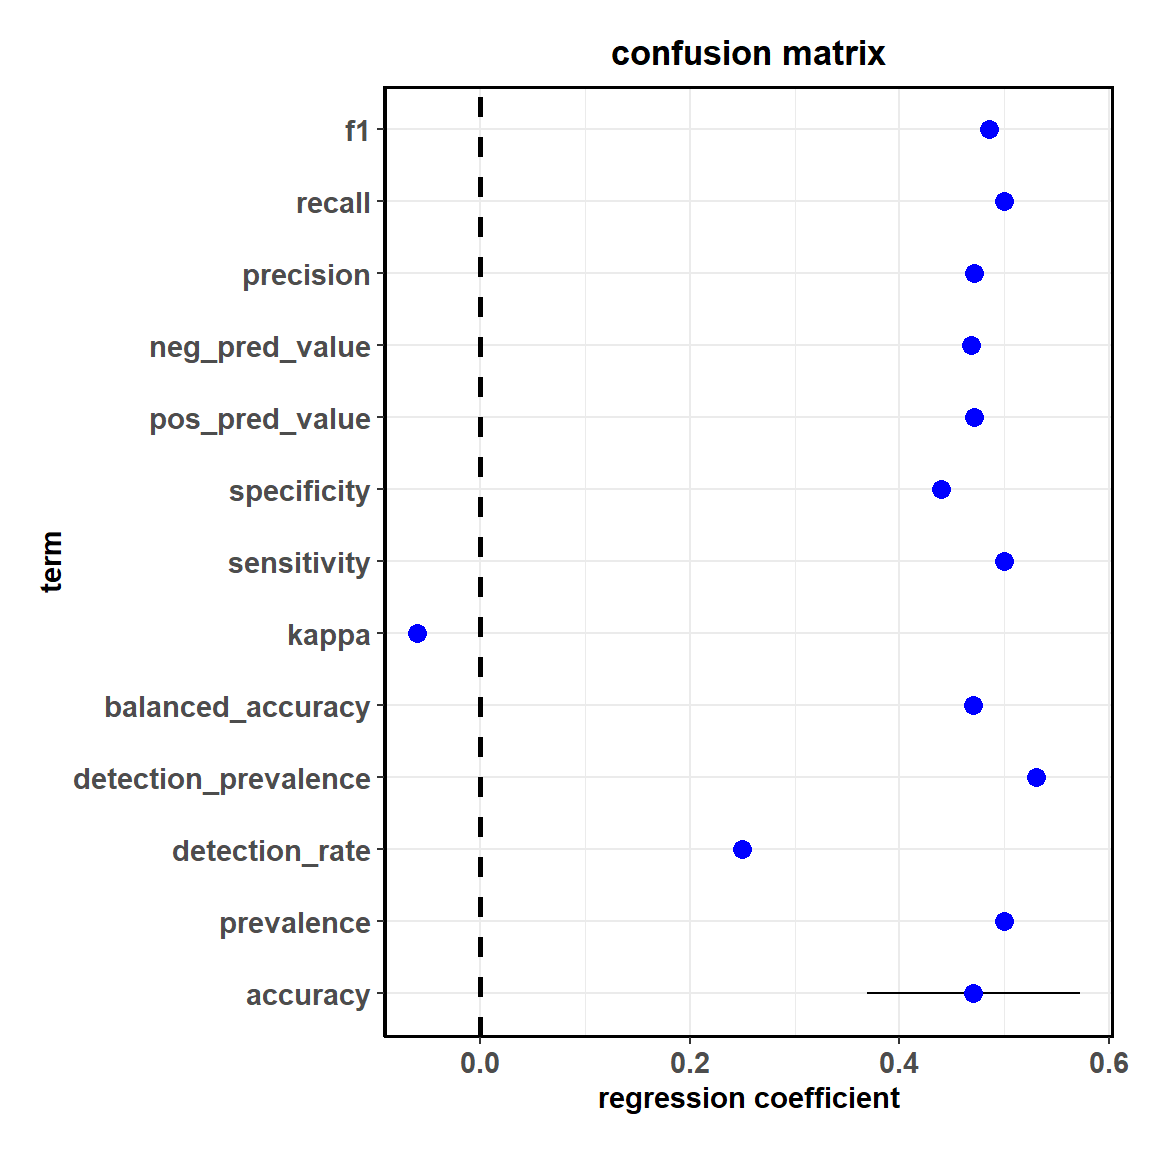 confusion matrix
f1
recall
precision
neg_pred_value
pos_pred_value
specificity
sensitivity
kappa
balanced_accuracy
detection_prevalence
detection_rate
prevalence
accuracy
term
0.0 0.2 0.4 0.6
regression coefficient